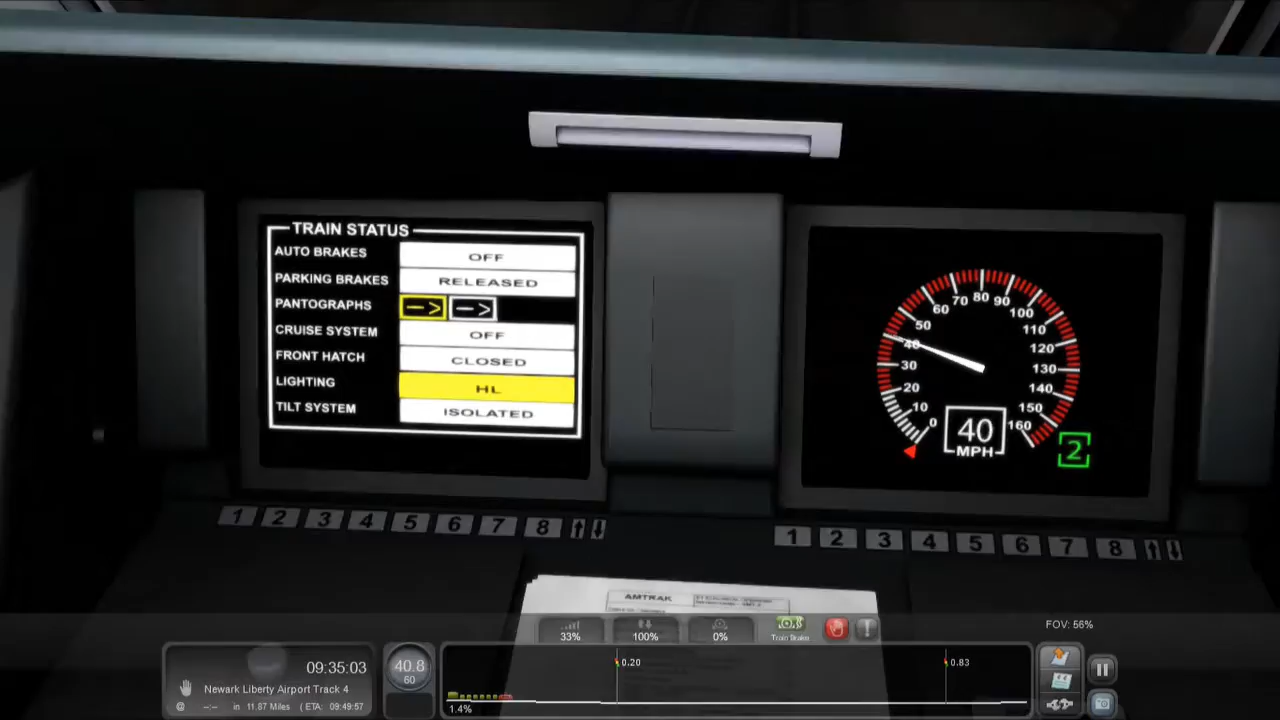 TRAIN STATUS
AUTO BRAKES OFF
PARKING BRAKES RELEASED
PANTOGRAPHS —> —>
CRUISE SYSTEM OFF
FRONT HATCH CLOSED
LIGHTING HL
TILT SYSTEM ISOLATED
0 10 20 30 40 50 60 70 80 90 100 110 120 130 140 150 160
40
MPH
2
1 2 3 4 5 6 7 8 ↑ ↓
1 2 3 4 5 6 7 8 ↑ ↓
AMTRAK
33% 100% 0% Train Brake
FOV: 56%
09:35:03
Newark Liberty Airport Track 4
--:-- in 11.87 Miles ( ETA: 09:49:57
40.8
60
0.20 0.83
1.4%